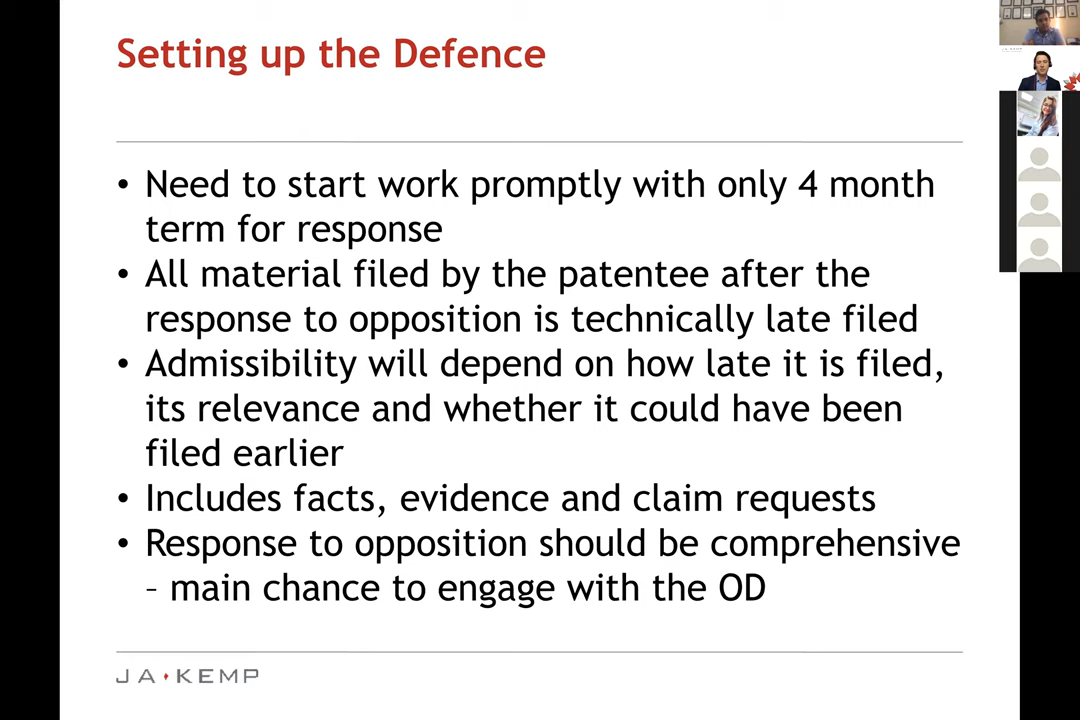 Setting up the Defence
• Need to start work promptly with only 4 month
term for response
• All material filed by the patentee after the
response to opposition is technically late filed
• Admissibility will depend on how late it is filed,
its relevance and whether it could have been
filed earlier
• Includes facts, evidence and claim requests
• Response to opposition should be comprehensive
– main chance to engage with the OD
JA KEMP